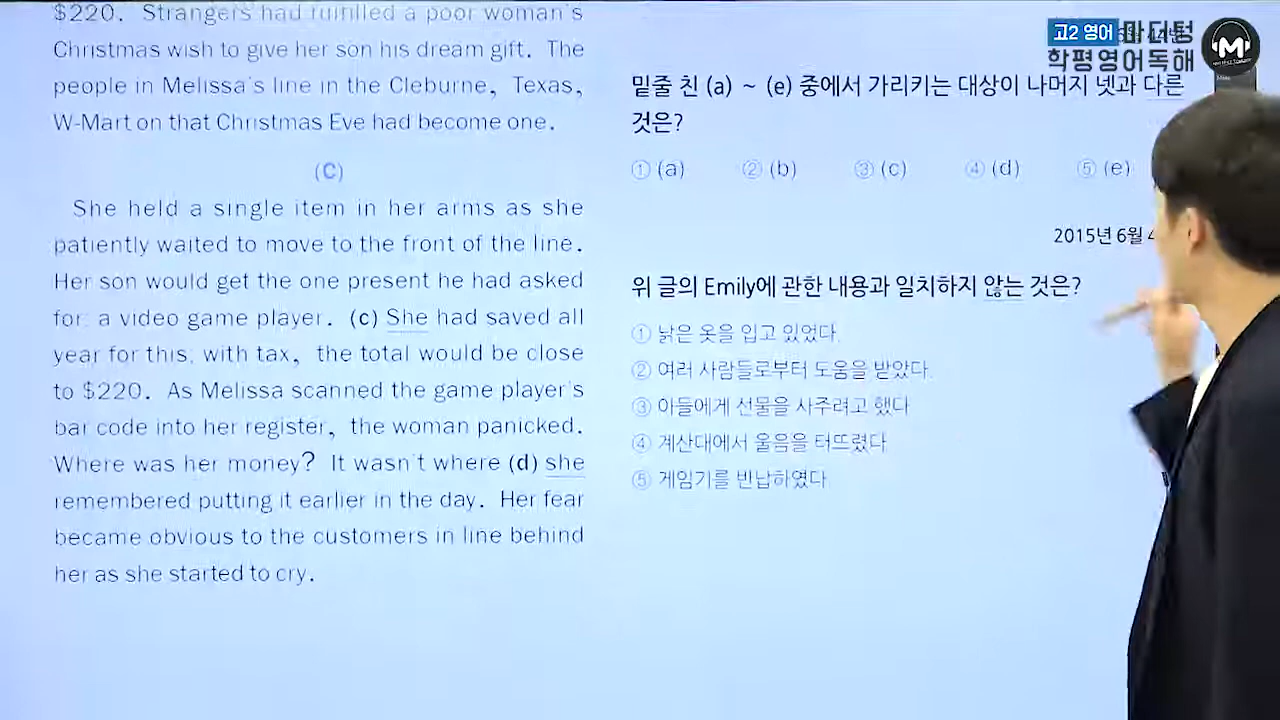 $220. Strangers had fulfilled a poor woman's
Christmas wish to give her son his dream gift. The
people in Melissa's line in the Cleburne, Texas,
W-Mart on that Christmas Eve had become one.
(C)
She held a single item in her arms as she
patiently waited to move to the front of the line.
Her son would get the one present he had asked
for: a video game player. (c) She had saved all
year for this; with tax, the total would be close
to $220. As Melissa scanned the game player's
bar code into her register, the woman panicked.
Where was her money? It wasn't where (d) she
remembered putting it earlier in the day. Her fear
became obvious to the customers in line behind
her as she started to cry.
고2 영어 마더텅
학평영어독해
M
밑줄 친 (a) ~ (e) 중에서 가리키는 대상이 나머지 넷과 다른
것은?
① (a) ② (b) ③ (c) ④ (d) ⑤ (e)
2015년 6월
위 글의 Emily에 관한 내용과 일치하지 않는 것은?
① 낡은 옷을 입고 있었다.
② 여러 사람들로부터 도움을 받았다.
③ 아들에게 선물을 사주려고 했다.
④ 계산대에서 울음을 터뜨렸다.
⑤ 게임기를 반납하였다.